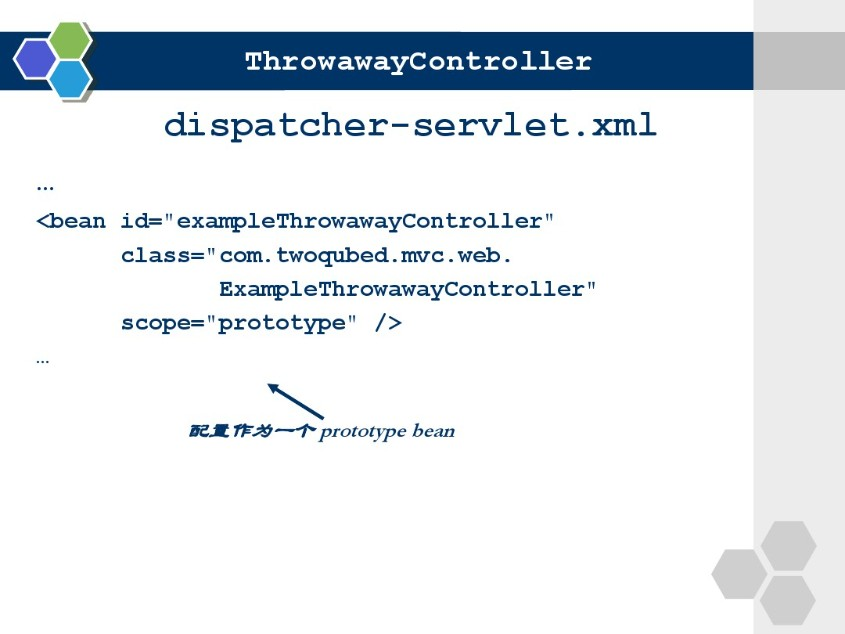 ThrowawayController
dispatcher-servlet.xml
…
<bean id="exampleThrowawayController"
class="com.twoqubed.mvc.web.
ExampleThrowawayController"
scope="prototype" />
…
配置作为一个 prototype bean